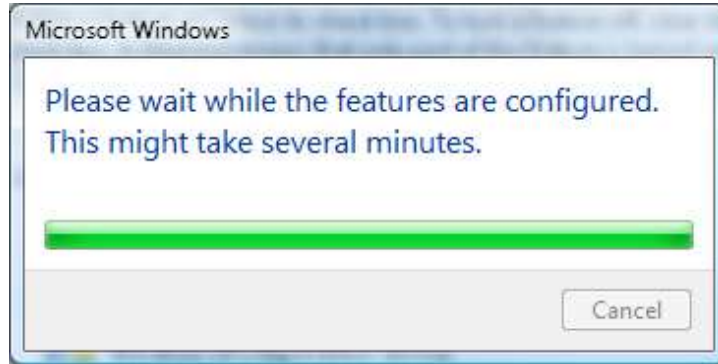 Microsoft Windows
Please wait while the features are configured.
This might take several minutes.
Cancel